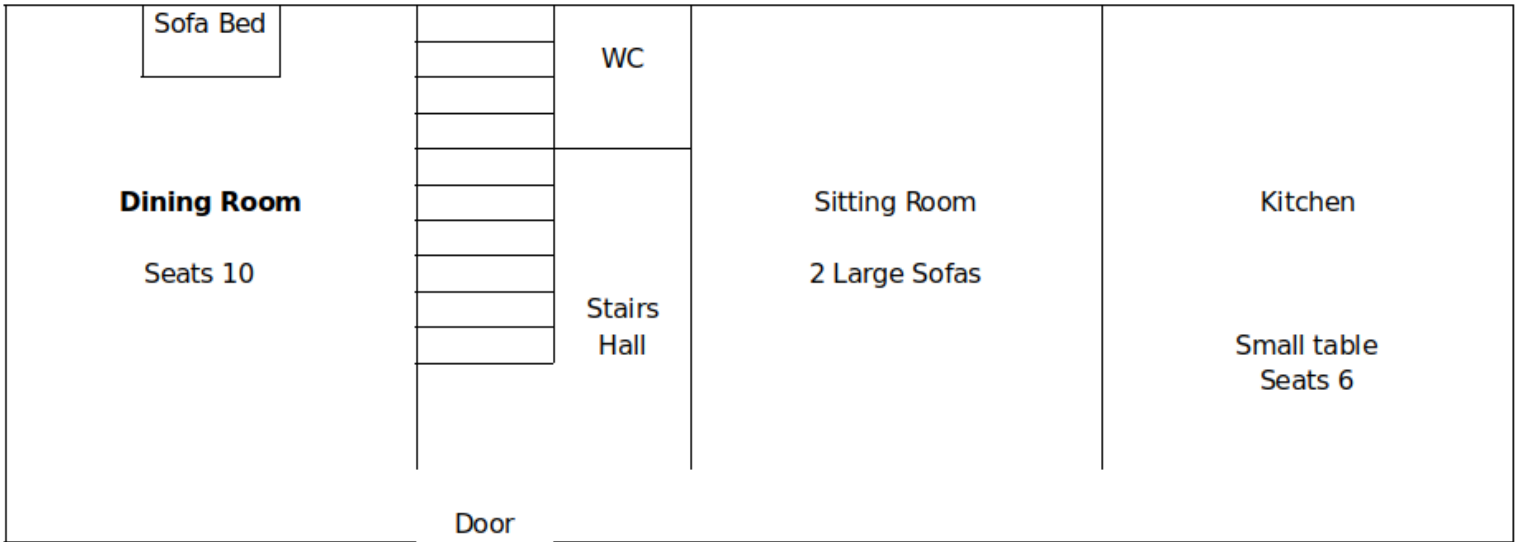 Sofa Bed
WC
Dining Room
Sitting Room
Kitchen
Seats 10
2 Large Sofas
Stairs
Hall
Small table
Seats 6
Door